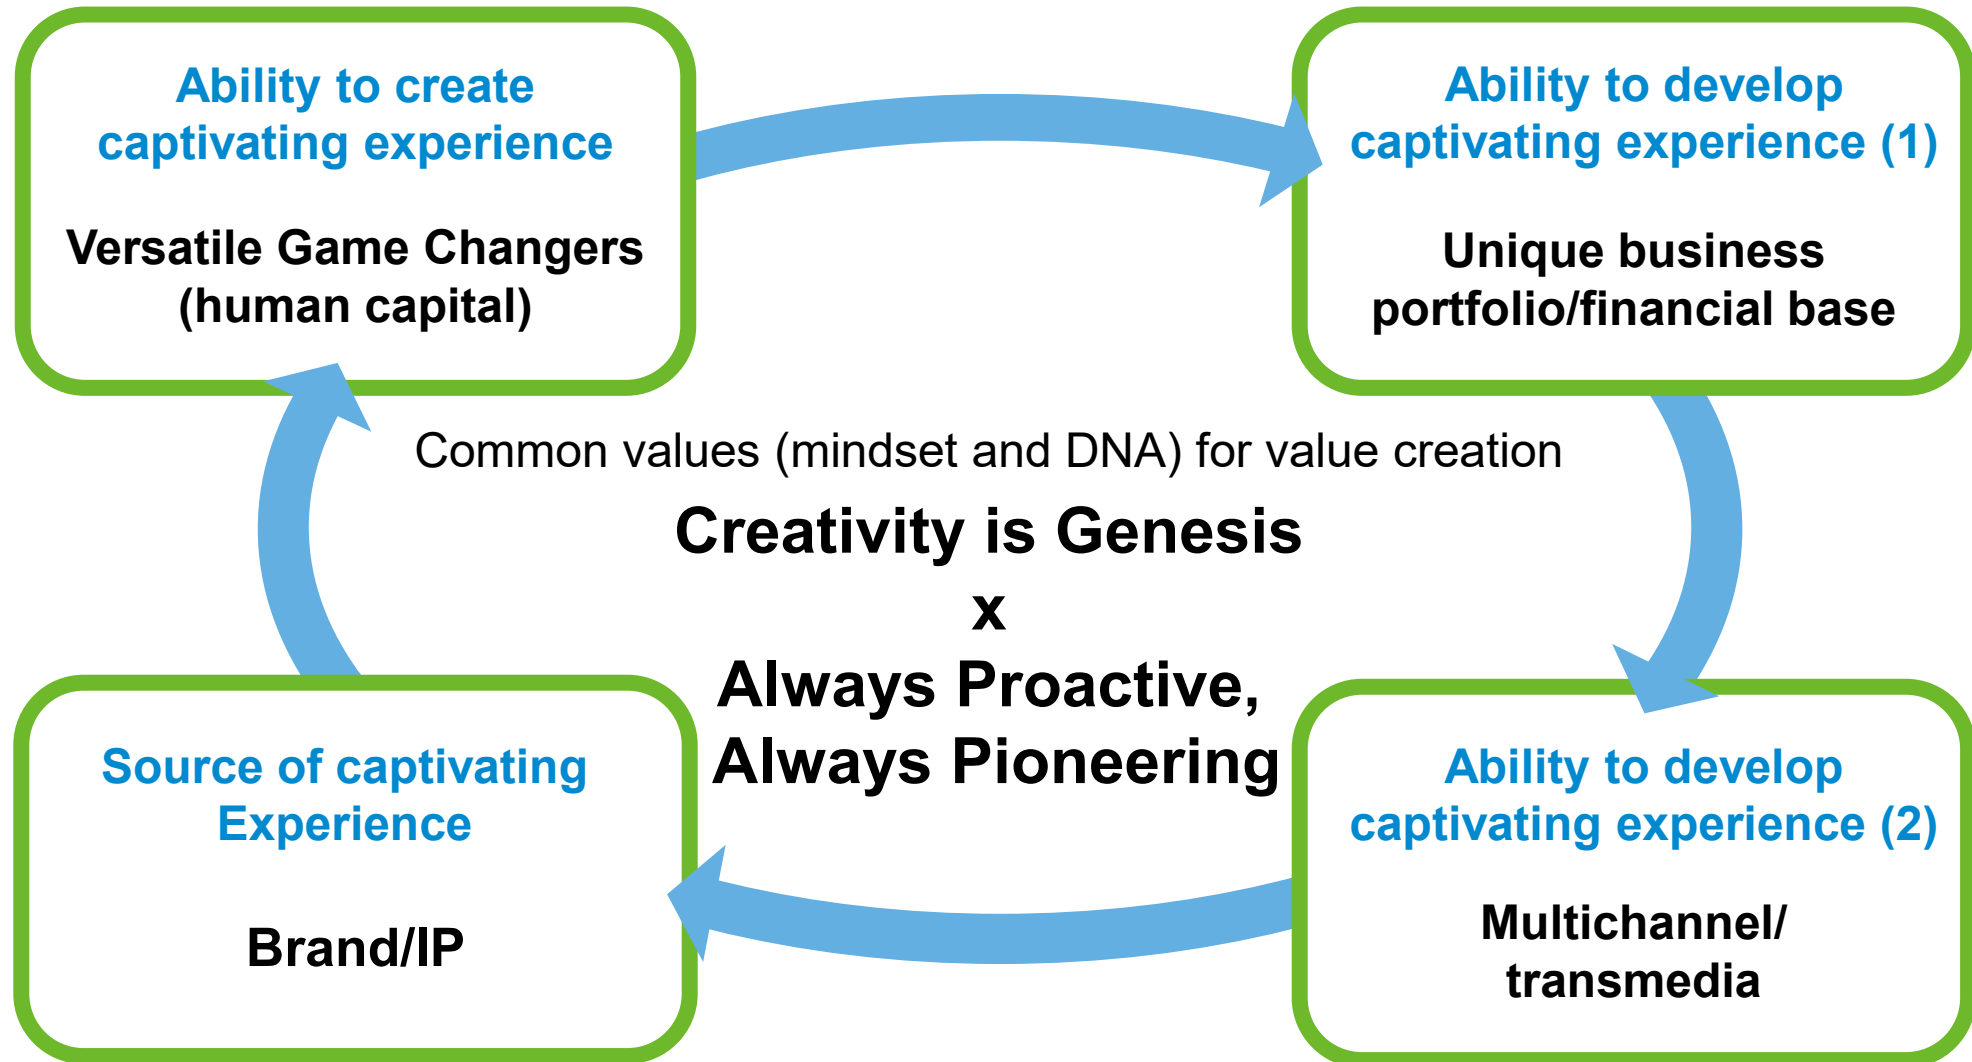 Ability to create
captivating experience
Versatile Game Changers
(human capital)
Ability to develop
captivating experience (1)
Unique business
portfolio/financial base
Common values (mindset and DNA) for value creation
Creativity is Genesis
x
Always Proactive,
Always Pioneering
Source of captivating
Experience
Brand/IP
Ability to develop
captivating experience (2)
Multichannel/
transmedia